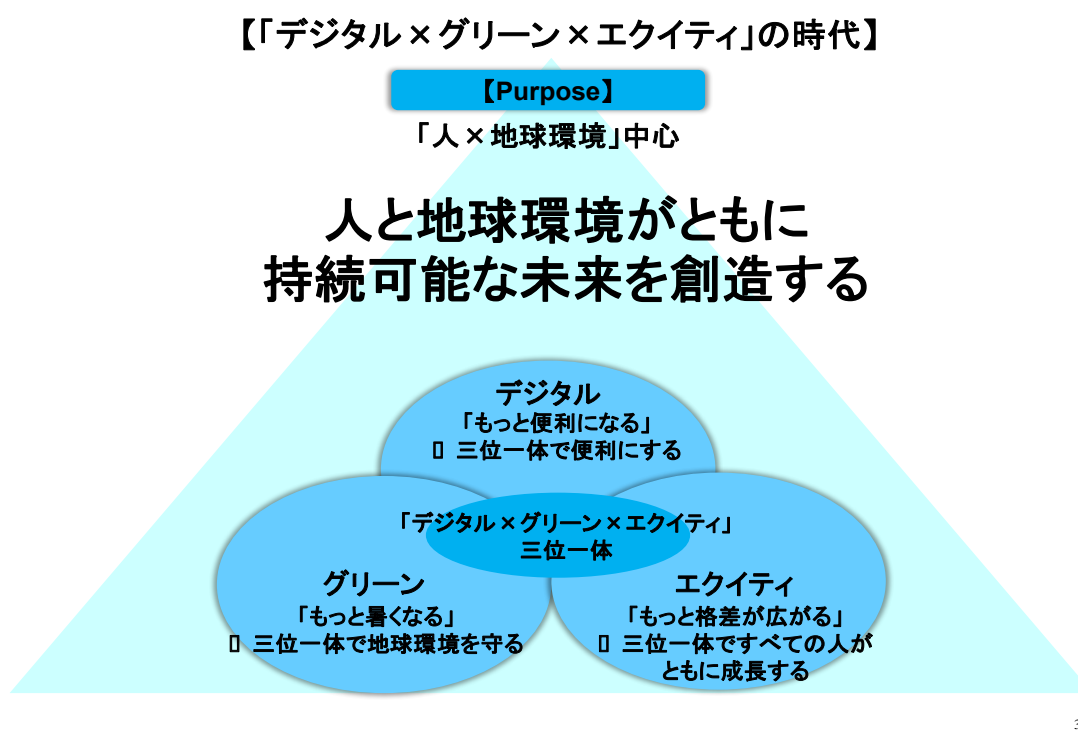 【「デジタル×グリーン×エクイティ」の時代】
【Purpose】
「人×地球環境」中心
人と地球環境がともに
持続可能な未来を創造する
デジタル
「もっと便利になる」
三位一体で便利にする
「デジタル×グリーン×エクイティ」
三位一体
グリーン
「もっと暑くなる」
三位一体で地球環境を守る
エクイティ
「もっと格差が広がる」
三位一体ですべての人が
ともに成長する